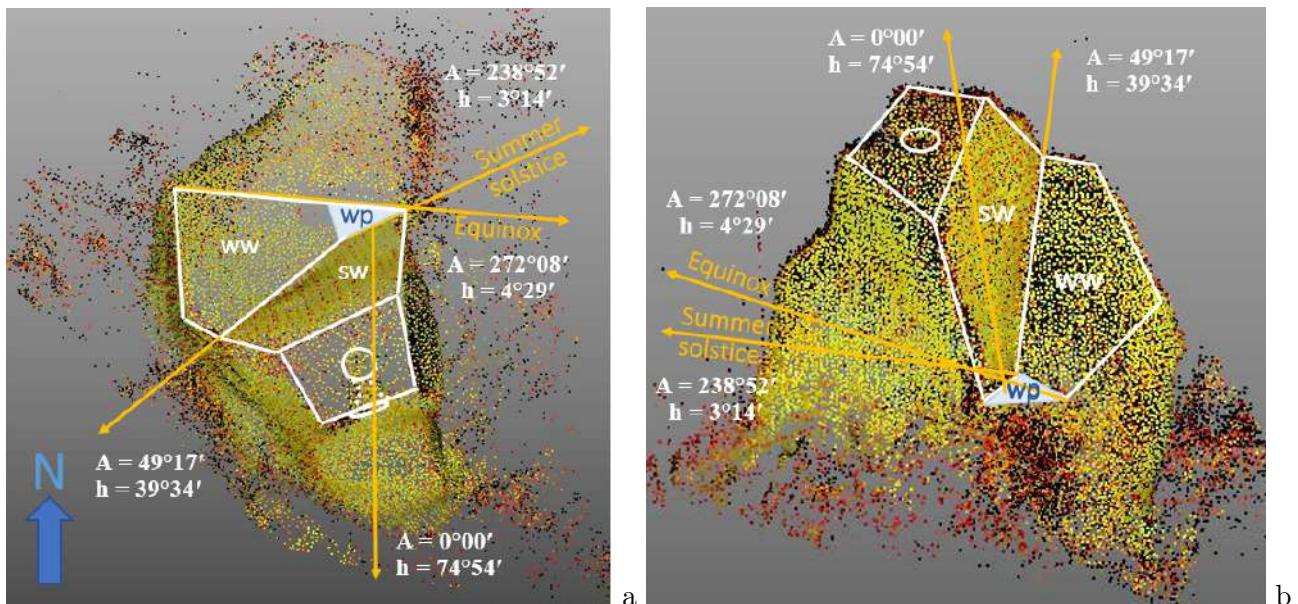 A = 238°52′
h = 3°14′
Summer
solstice
wp
Equinox
ww
sw
A = 272°08′
h = 4°29′
A = 49°17′
h = 39°34′
N
A = 0°00′
h = 74°54′
a
A = 0°00′
h = 74°54′
A = 49°17′
h = 39°34′
A = 272°08′
h = 4°29′
sw
ww
Equinox
Summer
solstice
A = 238°52′
h = 3°14′
wp
b